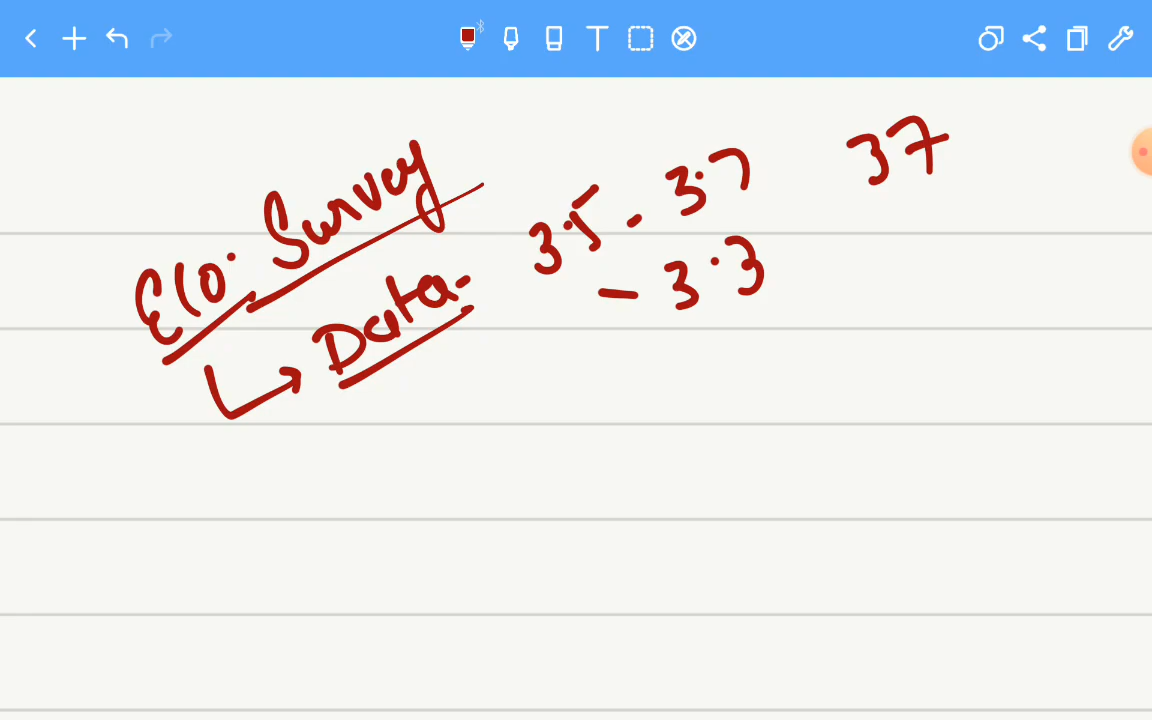 Eco. Survey
3.5 - 3.7
37
- 3.3
→ Data -